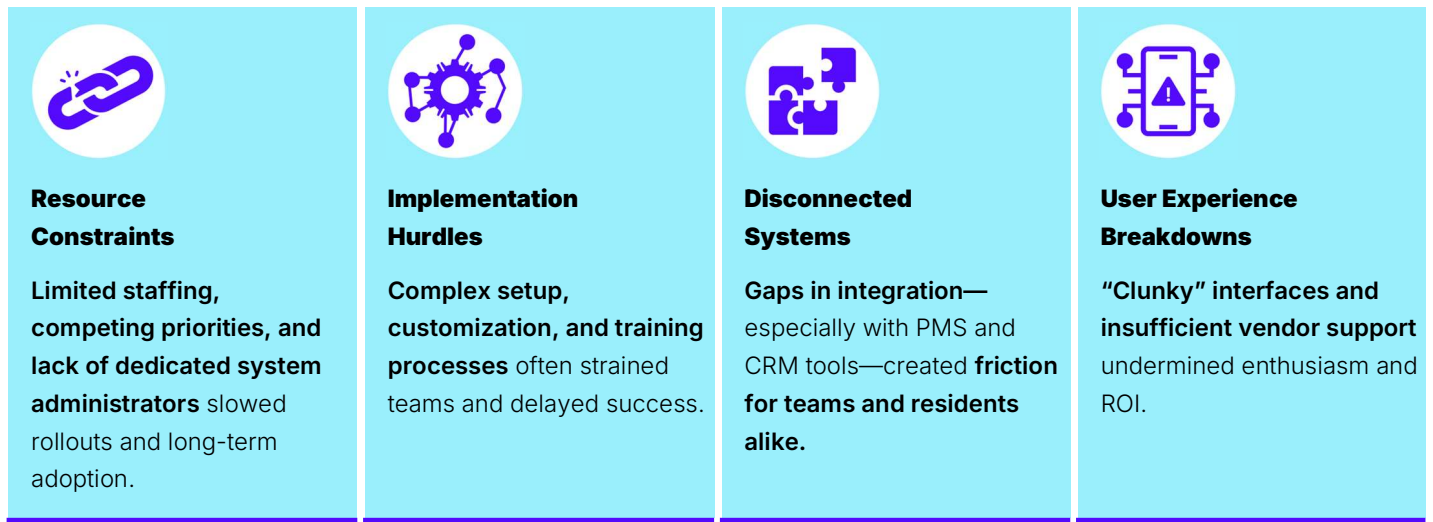 Resource
Constraints
Limited staffing,
competing priorities, and
lack of dedicated system
administrators slowed
rollouts and long-term
adoption.
Implementation
Hurdles
Complex setup,
customization, and training
processes often strained
teams and delayed success.
Disconnected
Systems
Gaps in integration—
especially with PMS and
CRM tools—created friction
for teams and residents
alike.
User Experience
Breakdowns
“Clunky” interfaces and
insufficient vendor support
undermined enthusiasm and
ROI.